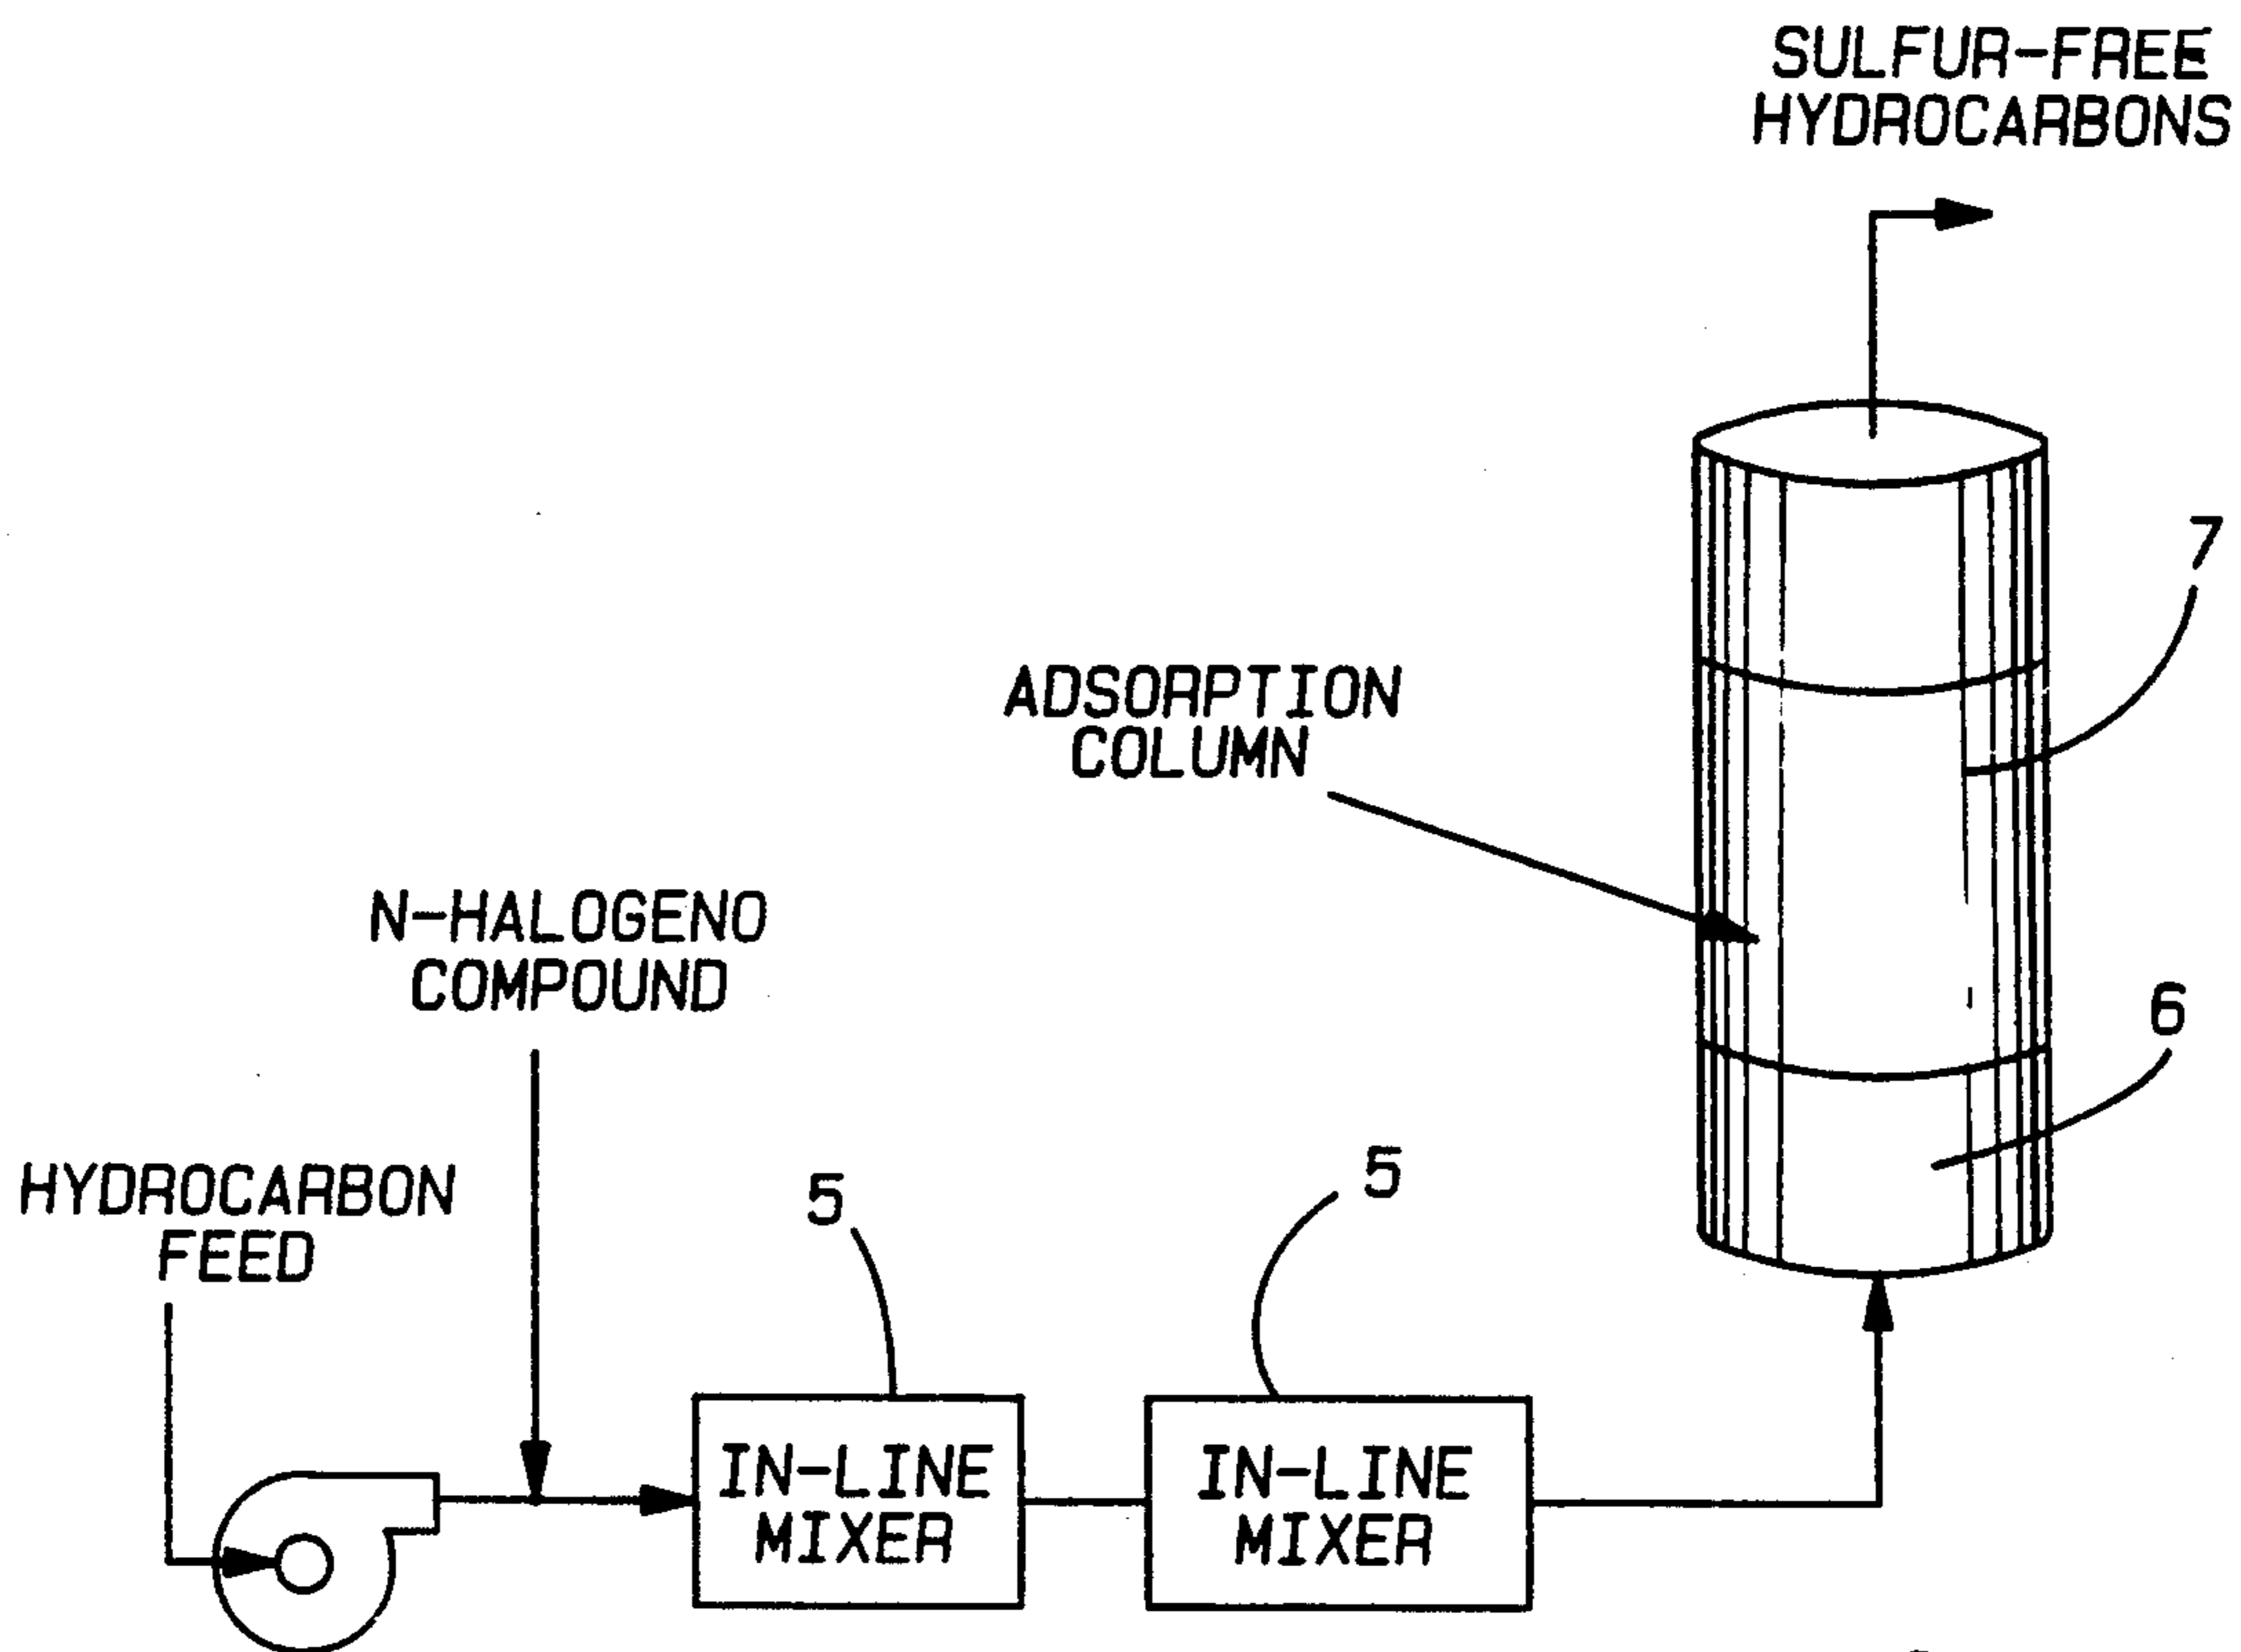 SULFUR-FREE
HYDROCARBONS
7
ADSORPTION
COLUMN
N-HALOGENO
COMPOUND
6
HYDROCARBON
FEED
5
5
IN-LINE
MIXER
IN-LINE
MIXER